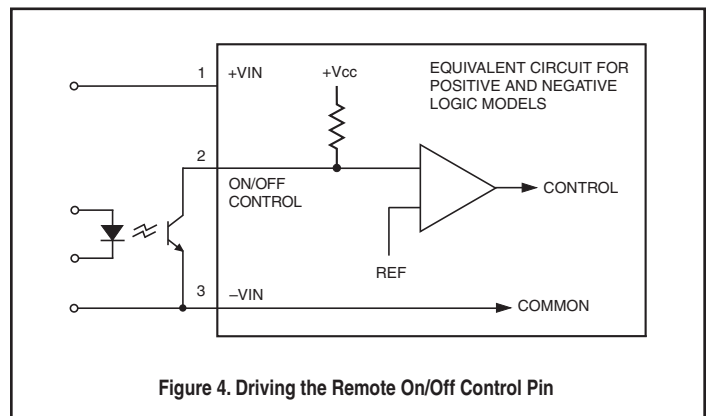 1 +VIN
+Vcc
EQUIVALENT CIRCUIT FOR
POSITIVE AND NEGATIVE
LOGIC MODELS
2
ON/OFF
CONTROL
CONTROL
REF
3 –VIN
COMMON
Figure 4. Driving the Remote On/Off Control Pin